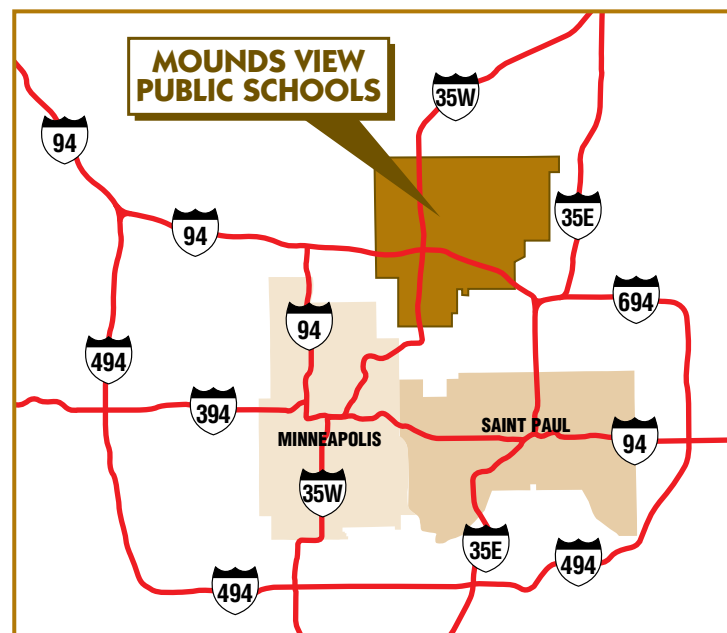 MOUNDS VIEW
PUBLIC SCHOOLS
35W
94
35E
94
694
94
494
394
SAINT PAUL
MINNEAPOLIS
94
35W
35E
494
494